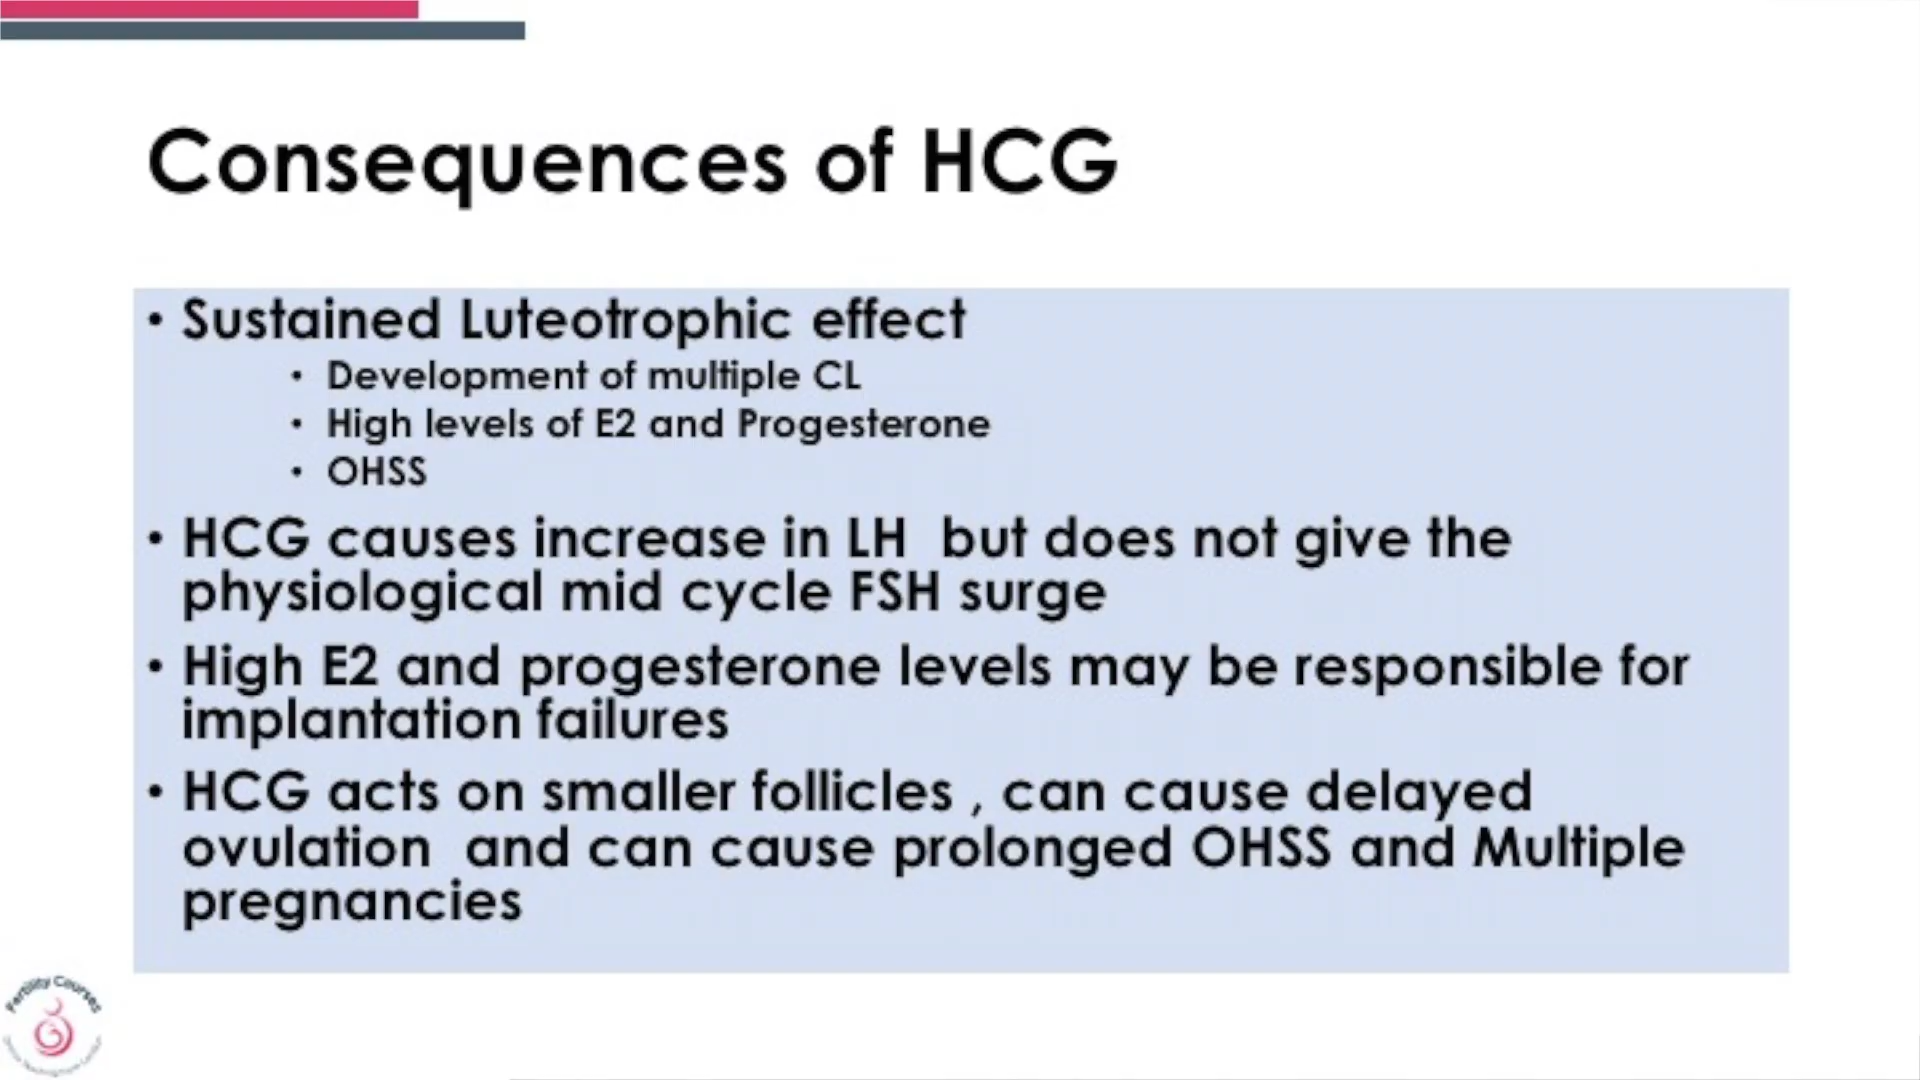 Consequences of HCG
• Sustained Luteotrophic effect
• Development of multiple CL
• High levels of E2 and Progesterone
• OHSS
• HCG causes increase in LH but does not give the
physiological mid cycle FSH surge
• High E2 and progesterone levels may be responsible for
implantation failures
• HCG acts on smaller follicles , can cause delayed
ovulation and can cause prolonged OHSS and Multiple
pregnancies
Fertility Courses